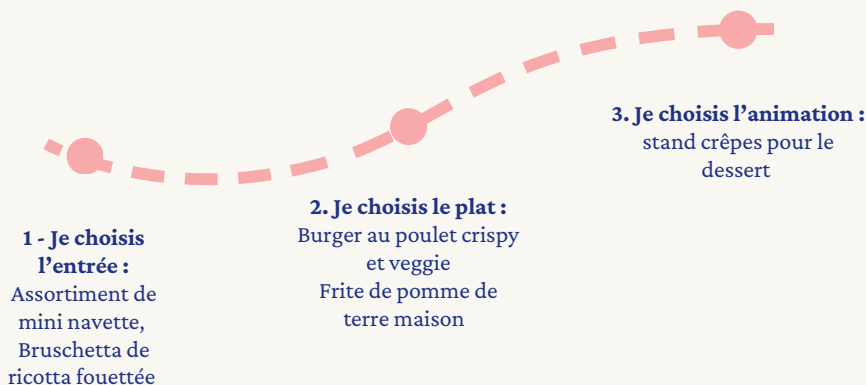 1 - Je choisis
l’entrée :
Assortiment de
mini navette,
Bruschetta de
ricotta fouettée
2. Je choisis le plat :
Burger au poulet crispy
et veggie
Frite de pomme de
terre maison
3. Je choisis l’animation :
stand crêpes pour le
dessert